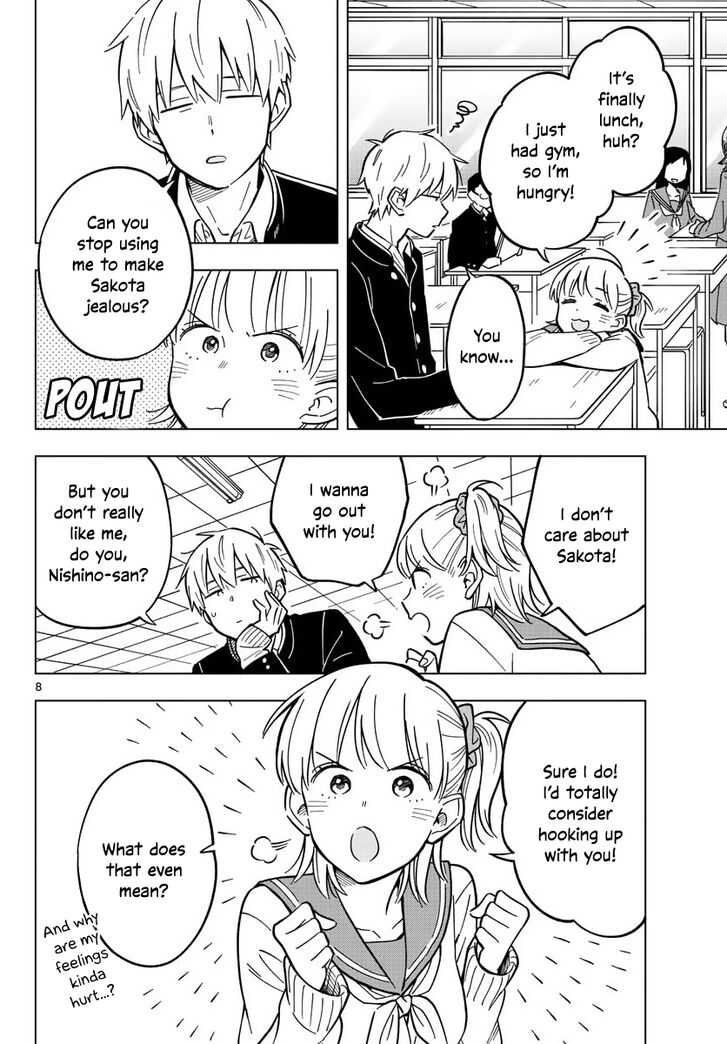 It's
finally
lunch,
huh?
I just
had gym,
so I'm
hungry!
You
know...
Can you
stop using
me to make
Sakota
jealous?
POUT
I don't
care about
Sakota!
I wanna
go out
with you!
But you
don't really
like me,
do you,
Nishino-san?
8
Sure I do!
I'd totally
consider
hooking up
with you!
What does
that even
mean?
And why
are my
feelings
kinda
hurt...?